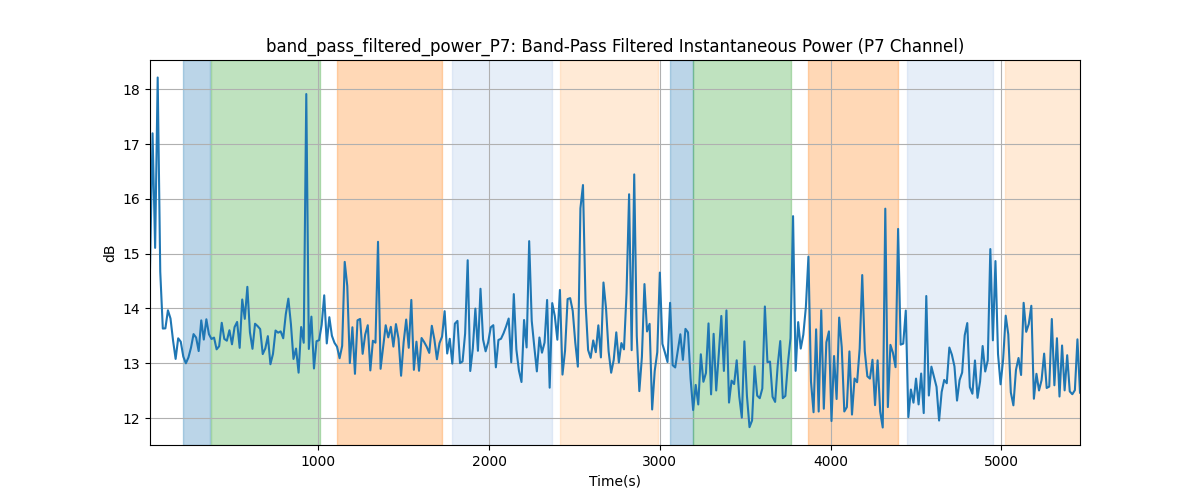 band_pass_filtered_power_P7: Band-Pass Filtered Instantaneous Power (P7 Channel)
18
17
16
15
14
13
12
dB
1000 2000 3000 4000 5000
Time(s)